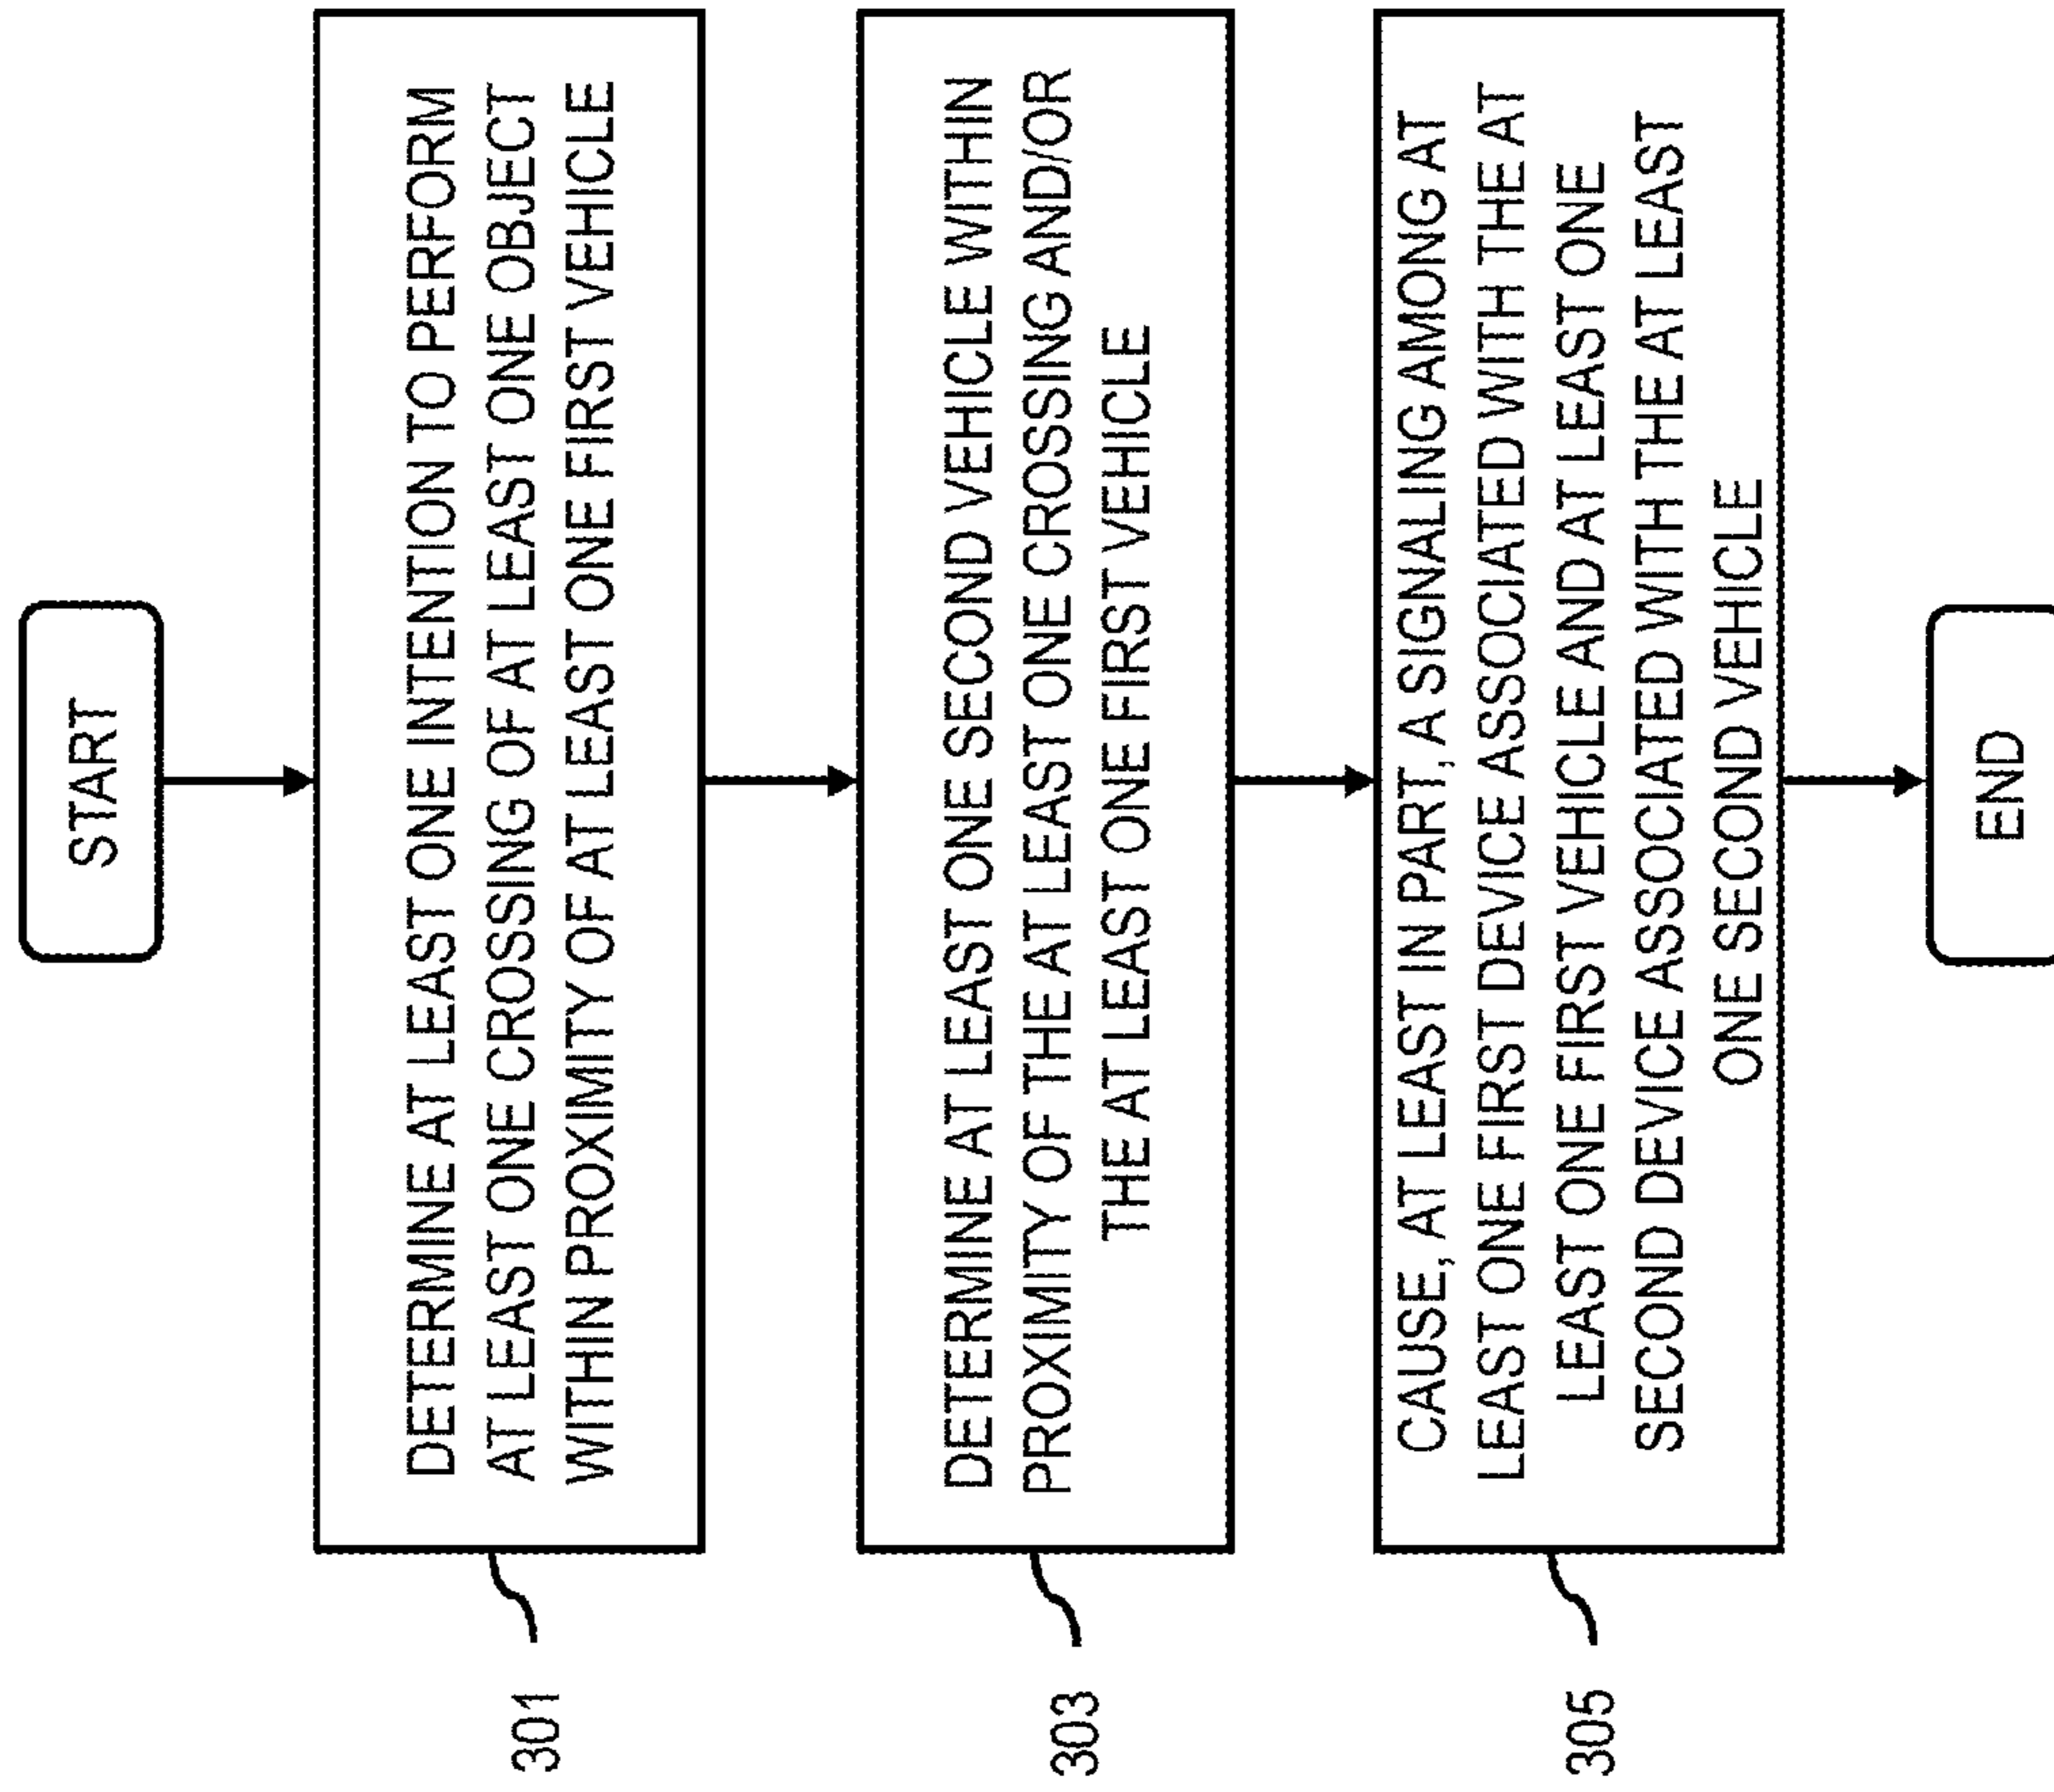 START
301
DETERMINE AT LEAST ONE INTENTION TO PERFORM
AT LEAST ONE CROSSING OF AT LEAST ONE OBJECT
WITHIN PROXIMITY OF AT LEAST ONE FIRST VEHICLE
303
DETERMINE AT LEAST ONE SECOND VEHICLE WITHIN
PROXIMITY OF THE AT LEAST ONE CROSSING AND/OR
THE AT LEAST ONE FIRST VEHICLE
305
CAUSE, AT LEAST IN PART, A SIGNALING AMONG AT
LEAST ONE FIRST DEVICE ASSOCIATED WITH THE AT
LEAST ONE FIRST VEHICLE AND AT LEAST ONE
SECOND DEVICE ASSOCIATED WITH THE AT LEAST
ONE SECOND VEHICLE
END